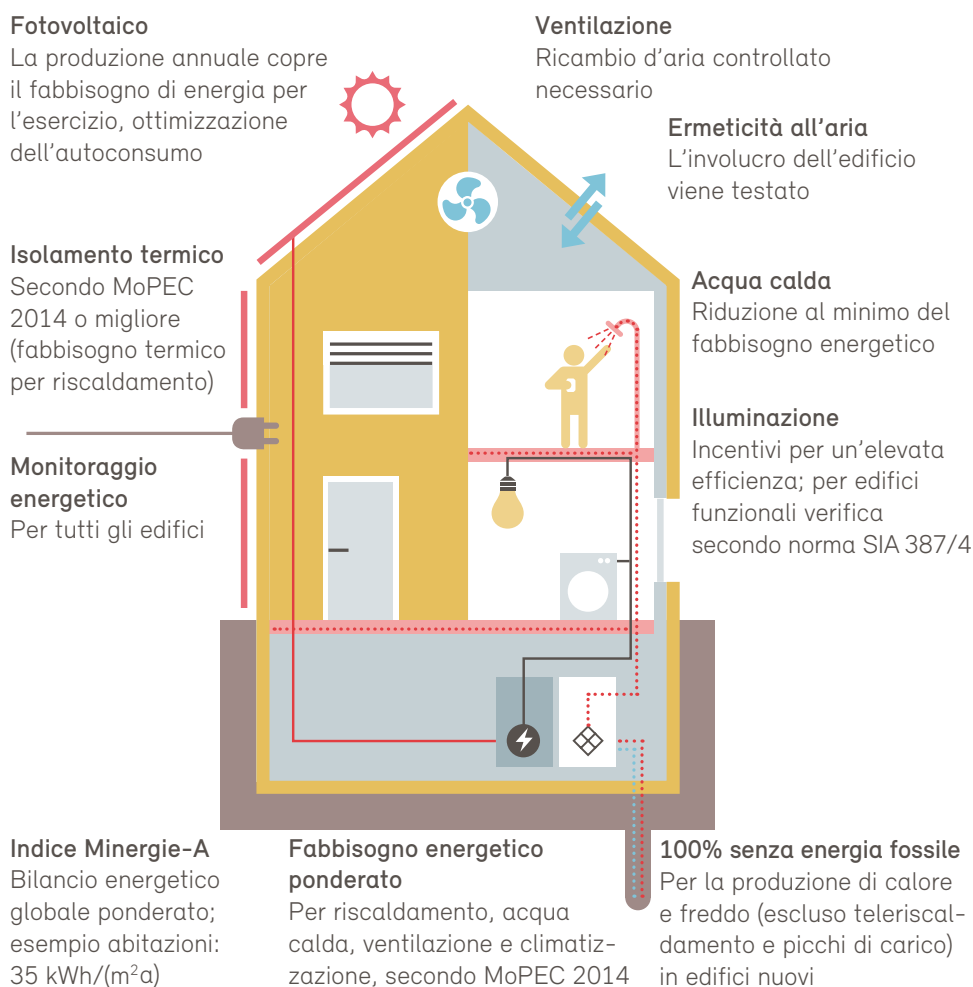 Fotovoltaico
La produzione annuale copre
il fabbisogno di energia per
l'esercizio, ottimizzazione
dell'autoconsumo
Ventilazione
Ricambio d'aria controllato
necessario
Ermeticità all'aria
L'involucro dell'edificio
viene testato
Isolamento termico
Secondo MoPEC
2014 o migliore
(fabbisogno termico
per riscaldamento)
Acqua calda
Riduzione al minimo del
fabbisogno energetico
Monitoraggio
energetico
Per tutti gli edifici
Illuminazione
Incentivi per un'elevata
efficienza; per edifici
funzionali verifica
secondo norma SIA 387/4
Indice Minergie-A
Bilancio energetico
globale ponderato;
esempio abitazioni:
35 kWh/(m²a)
Fabbisogno energetico
ponderato
Per riscaldamento, acqua
calda, ventilazione e climatiz-
zazione, secondo MoPEC 2014
100% senza energia fossile
Per la produzione di calore
e freddo (escluso teleriscal-
damento e picchi di carico)
in edifici nuovi